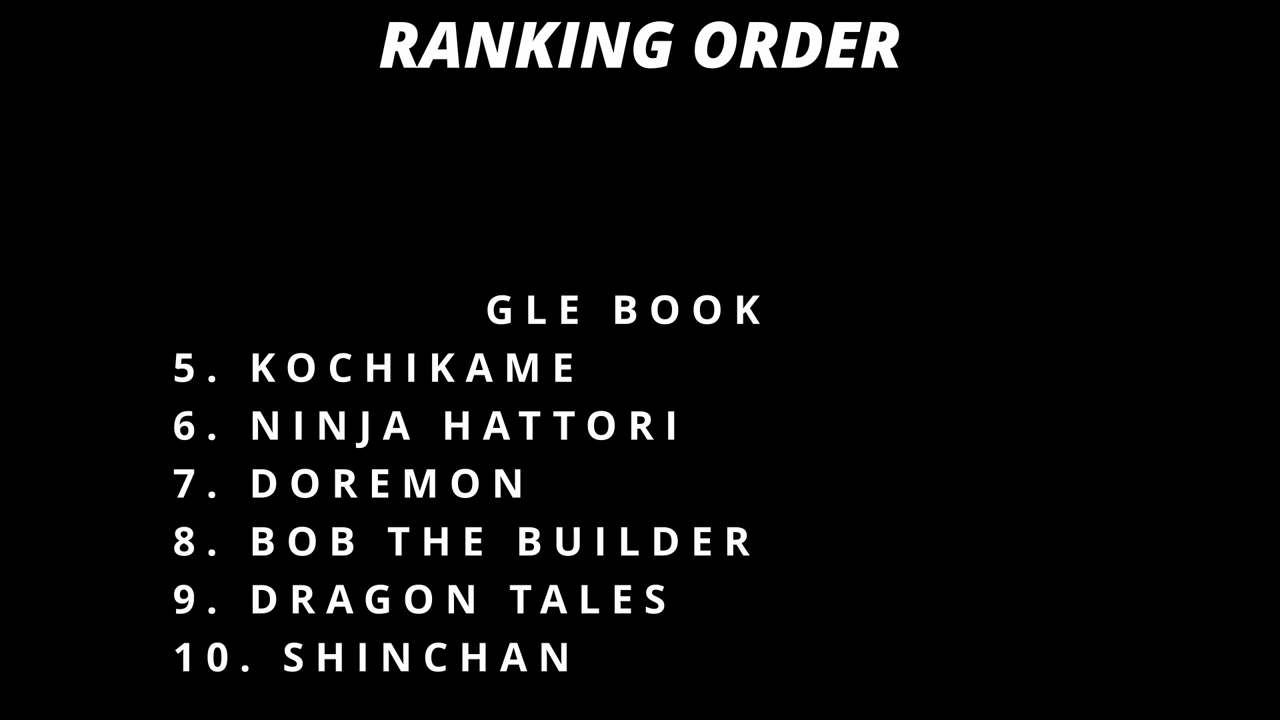 RANKING ORDER
GLE BOOK
5. KOCHIKAME
6. NINJA HATTORI
7. DOREMON
8. BOB THE BUILDER
9. DRAGON TALES
10. SHINCHAN